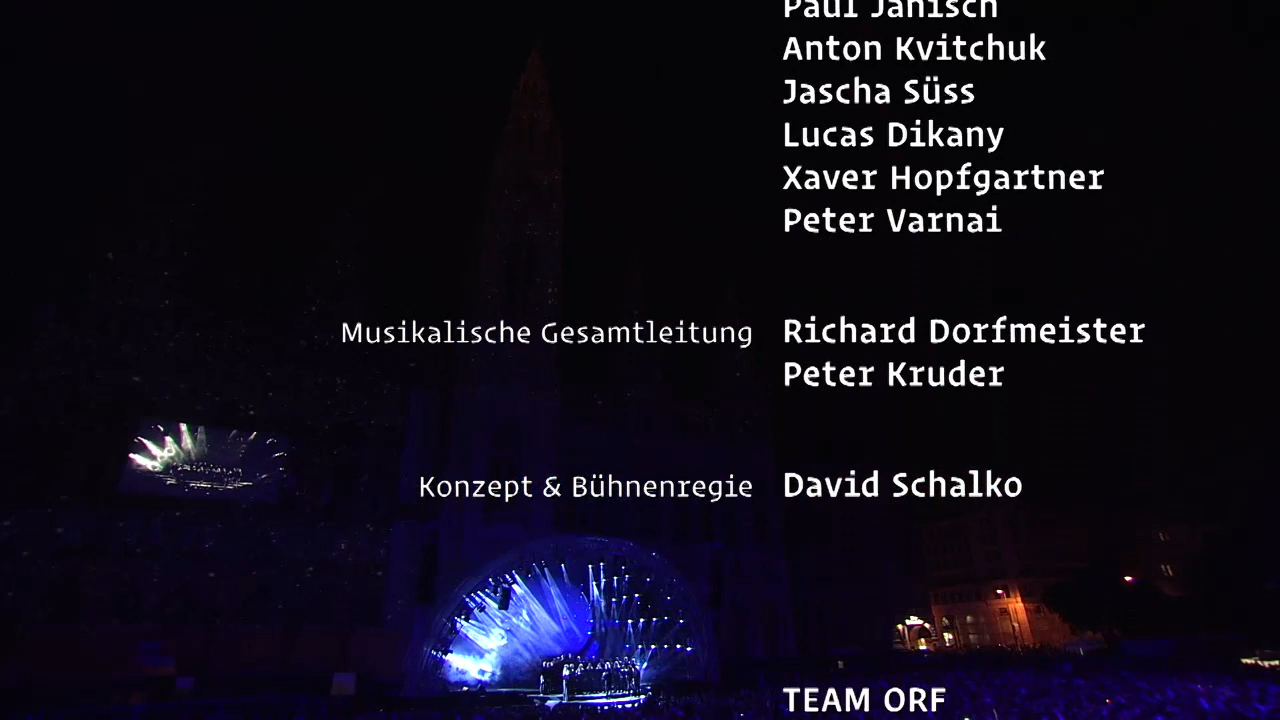 Paul Janisch
Anton Kvitchuk
Jascha Süss
Lucas Dikany
Xaver Hopfgartner
Peter Varnai
Musikalische Gesamtleitung Richard Dorfmeister
Peter Kruder
Konzept & Bühnenregie David Schalko
TEAM ORF